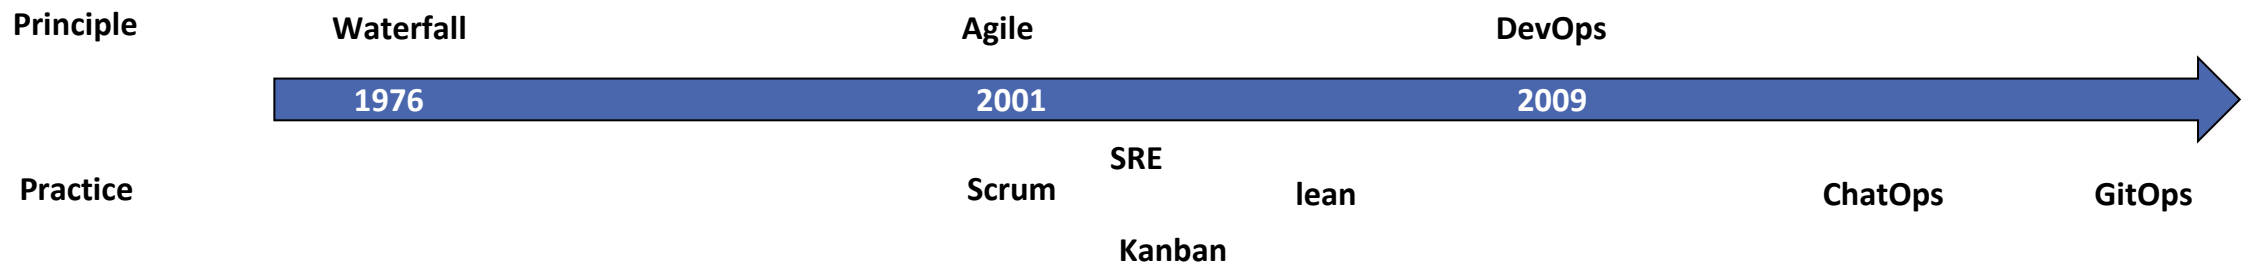 Principle Waterfall Agile DevOps
1976 2001 2009
SRE
Practice Scrum lean ChatOps GitOps
Kanban